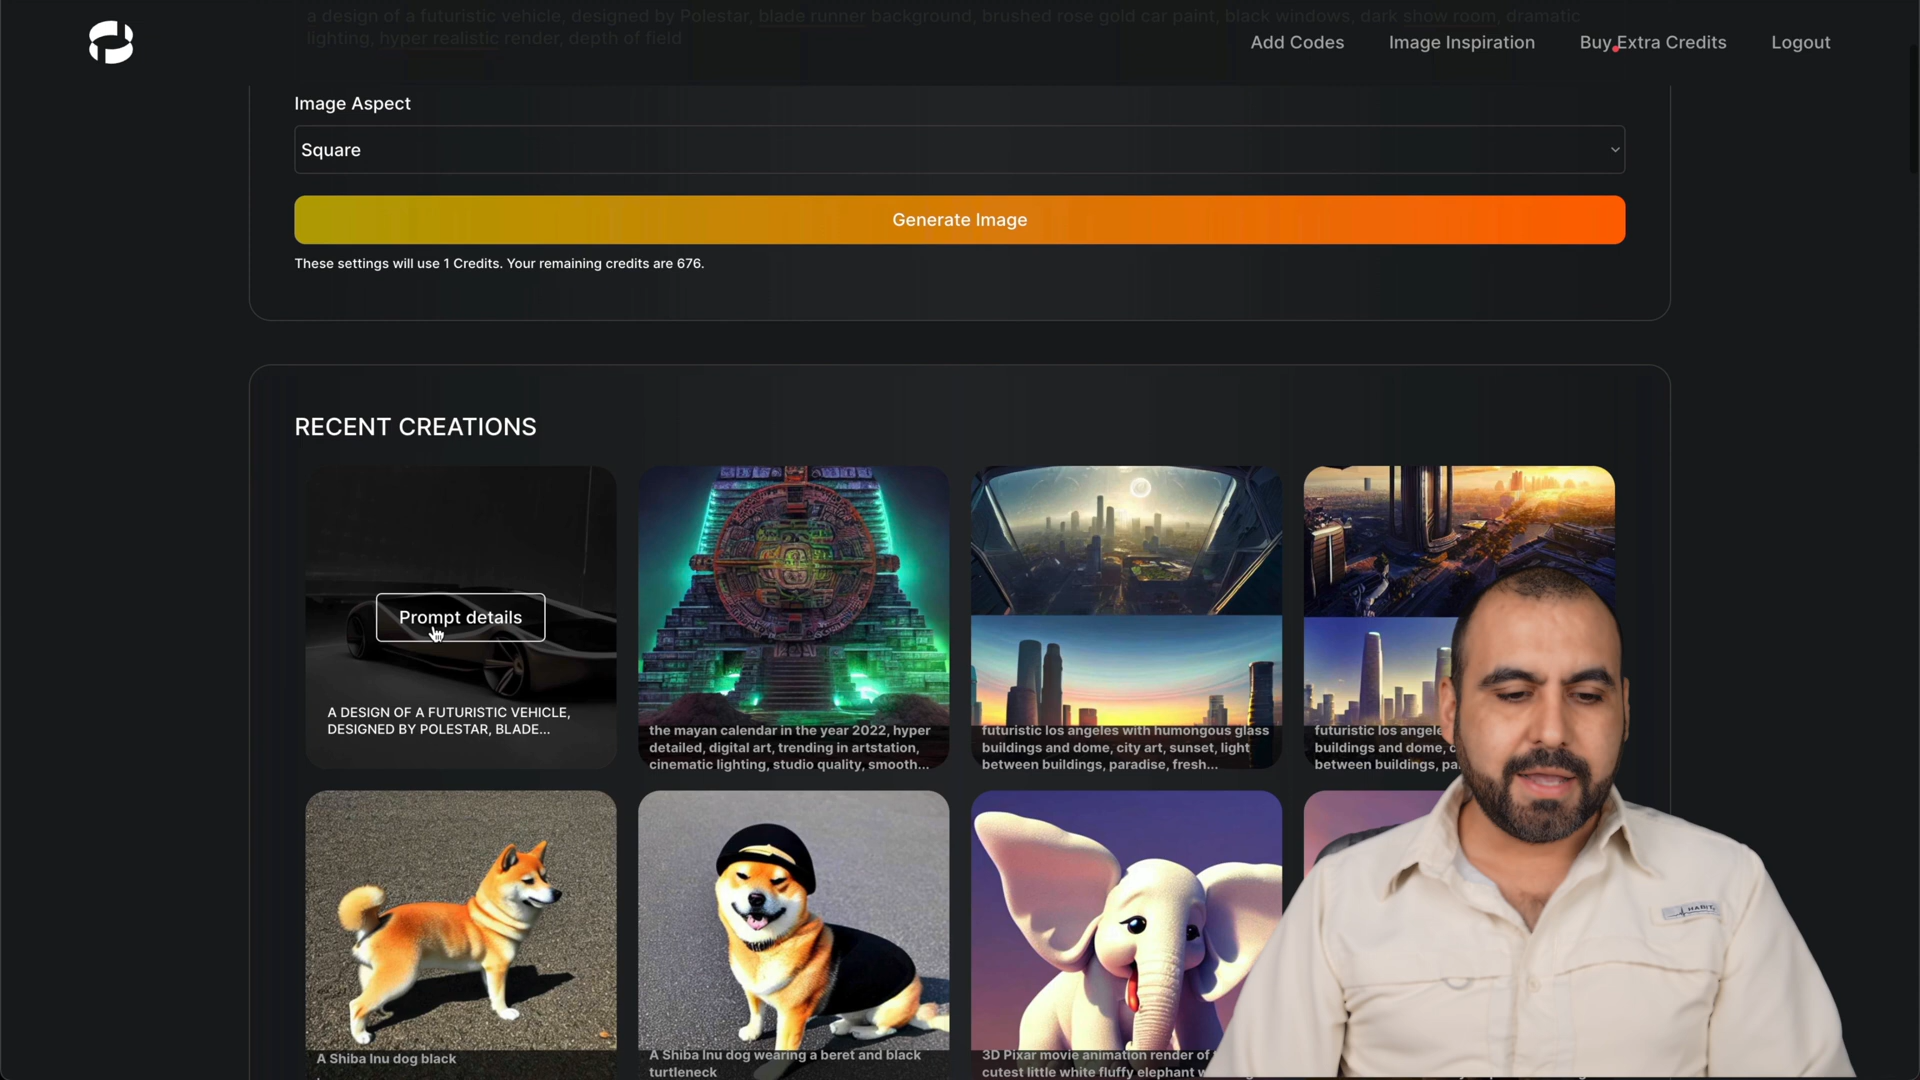 a design of a futuristic vehicle, designed by Polestar, blade runner background, brushed rose gold car paint, black windows, dark show room, dramatic
lighting, hyper realistic render, depth of field
Add Codes
Image Inspiration
Buy Extra Credits
Logout
Image Aspect
Square
Generate Image
These settings will use 1 Credits. Your remaining credits are 676.
RECENT CREATIONS
Prompt details
A DESIGN OF A FUTURISTIC VEHICLE,
DESIGNED BY POLESTAR, BLADE...
the mayan calendar in the year 2022, hyper
detailed, digital art, trending in artstation,
cinematic lighting, studio quality, smooth...
futuristic los angeles with humongous glass
buildings and dome, city art, sunset, light
between buildings, paradise, fresh...
futuristic los angeles
buildings and dome, c
between buildings, pa
A Shiba Inu dog black
A Shiba Inu dog wearing a beret and black
turtleneck
3D Pixar movie animation render of
cutest little white fluffy elephant w
HABIT